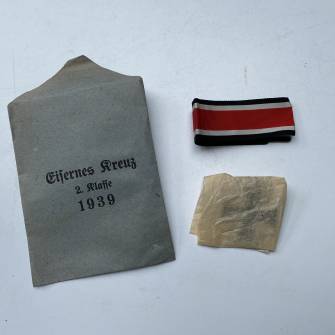 Eisernes Kreuz
2. Klasse
1939